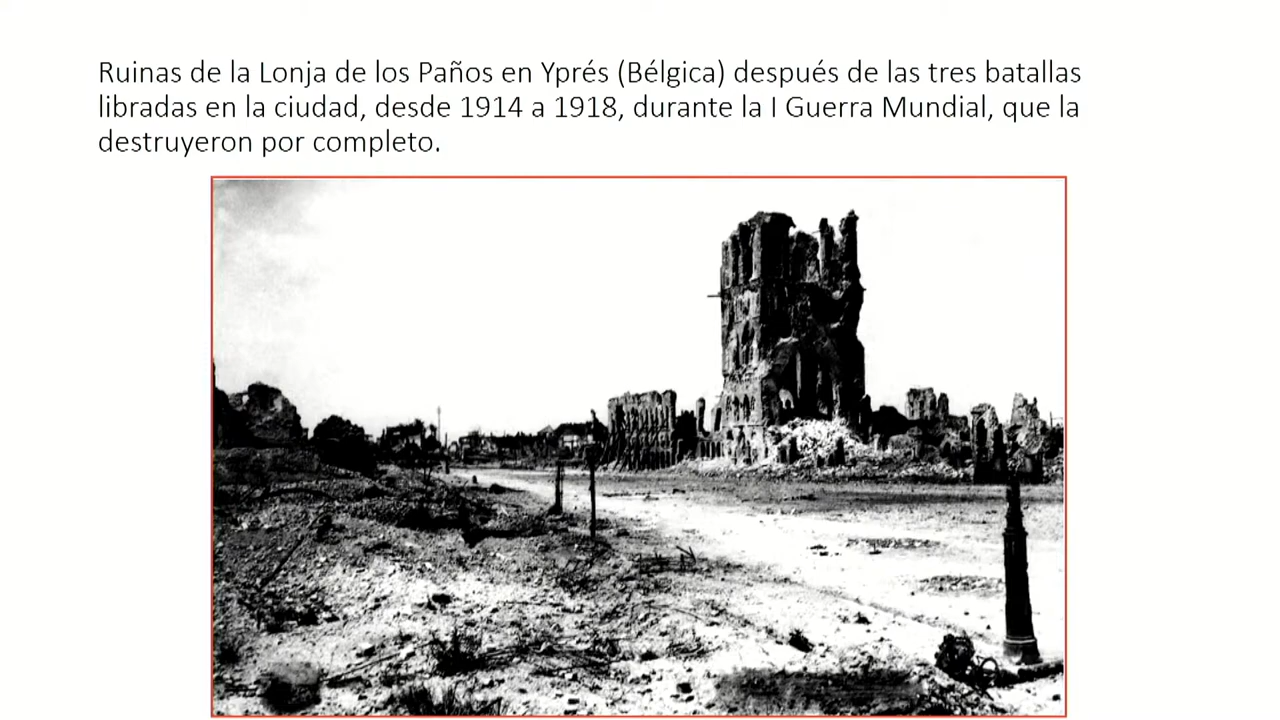 Ruinas de la Lonja de los Paños en Yprés (Bélgica) después de las tres batallas
libradas en la ciudad, desde 1914 a 1918, durante la I Guerra Mundial, que la
destruyeron por completo.